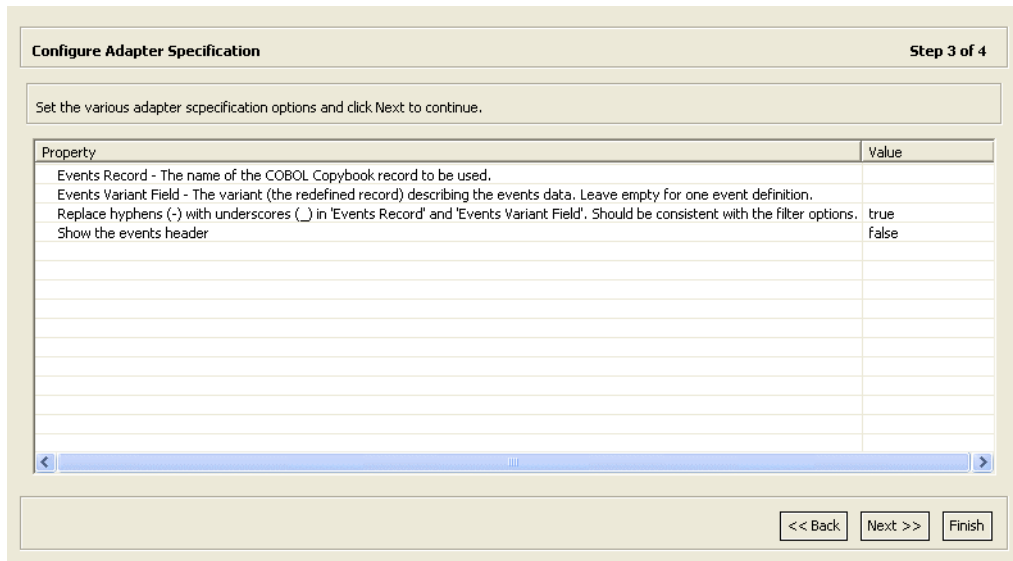 Configure Adapter Specification Step 3 of 4
Set the various adapter scpecification options and click Next to continue.
Property Value
Events Record - The name of the COBOL Copybook record to be used.
Events Variant Field - The variant (the redefined record) describing the events data. Leave empty for one event definition.
Replace hyphens (-) with underscores (_) in 'Events Record' and 'Events Variant Field'. Should be consistent with the filter options. true
Show the events header false
<< Back Next >> Finish